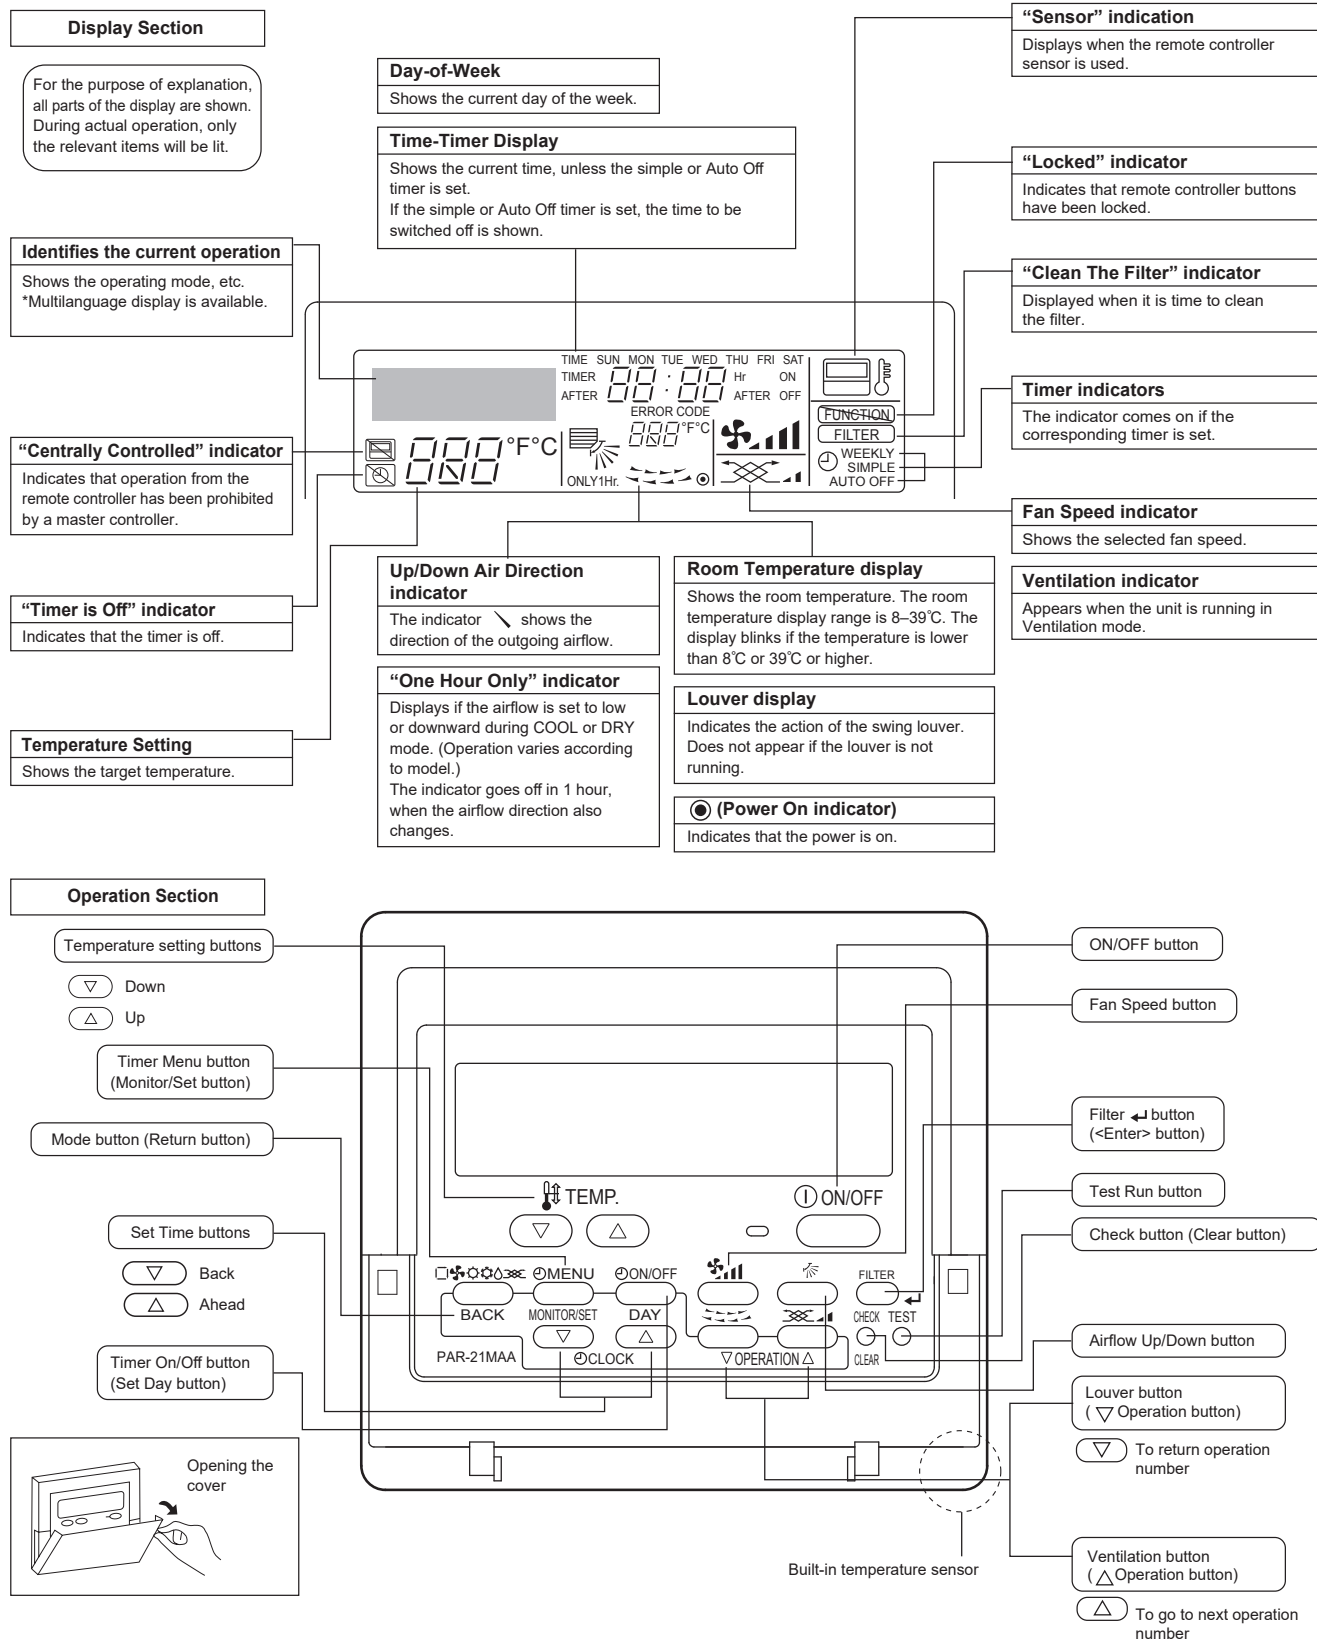 Display Section
For the purpose of explanation,
all parts of the display are shown.
During actual operation, only
the relevant items will be lit.
Day-of-Week
Shows the current day of the week.
Time-Timer Display
Shows the current time, unless the simple or Auto Off
timer is set.
If the simple or Auto Off timer is set, the time to be
switched off is shown.
“Sensor” indication
Displays when the remote controller
sensor is used.
“Locked” indicator
Indicates that remote controller buttons
have been locked.
“Clean The Filter” indicator
Displayed when it is time to clean
the filter.
Timer indicators
The indicator comes on if the
corresponding timer is set.
Fan Speed indicator
Shows the selected fan speed.
Ventilation indicator
Appears when the unit is running in
Ventilation mode.
Identifies the current operation
Shows the operating mode, etc.
*Multilanguage display is available.
“Centrally Controlled” indicator
Indicates that operation from the
remote controller has been prohibited
by a master controller.
“Timer is Off” indicator
Indicates that the timer is off.
Temperature Setting
Shows the target temperature.
TIME SUN MON TUE WED THU FRI SAT
TIMER Hr ON
AFTER AFTER OFF
ERROR CODE
°F°C
°F°C
ONLY1Hr.
FUNCTION
FILTER
WEEKLY
SIMPLE
AUTO OFF
Up/Down Air Direction
indicator
The indicator shows the
direction of the outgoing airflow.
“One Hour Only” indicator
Displays if the airflow is set to low
or downward during COOL or DRY
mode. (Operation varies according
to model.)
The indicator goes off in 1 hour,
when the airflow direction also
changes.
Room Temperature display
Shows the room temperature. The room
temperature display range is 8–39℃. The
display blinks if the temperature is lower
than 8℃ or 39℃ or higher.
Louver display
Indicates the action of the swing louver.
Does not appear if the louver is not
running.
(Power On indicator)
Indicates that the power is on.
Operation Section
Temperature setting buttons
Down
Up
Timer Menu button
(Monitor/Set button)
Mode button (Return button)
Set Time buttons
Back
Ahead
Timer On/Off button
(Set Day button)
Opening the
cover
TEMP.
ON/OFF
MENU
ON/OFF
FILTER
BACK
MONITOR/SET
DAY
CHECK TEST
PAR-21MAA
CLOCK
▽ OPERATION △
CLEAR
Built-in temperature sensor
ON/OFF button
Fan Speed button
Filter ↵ button
(<Enter> button)
Test Run button
Check button (Clear button)
Airflow Up/Down button
Louver button
( ▽ Operation button)
To return operation
number
Ventilation button
( △ Operation button)
To go to next operation
number